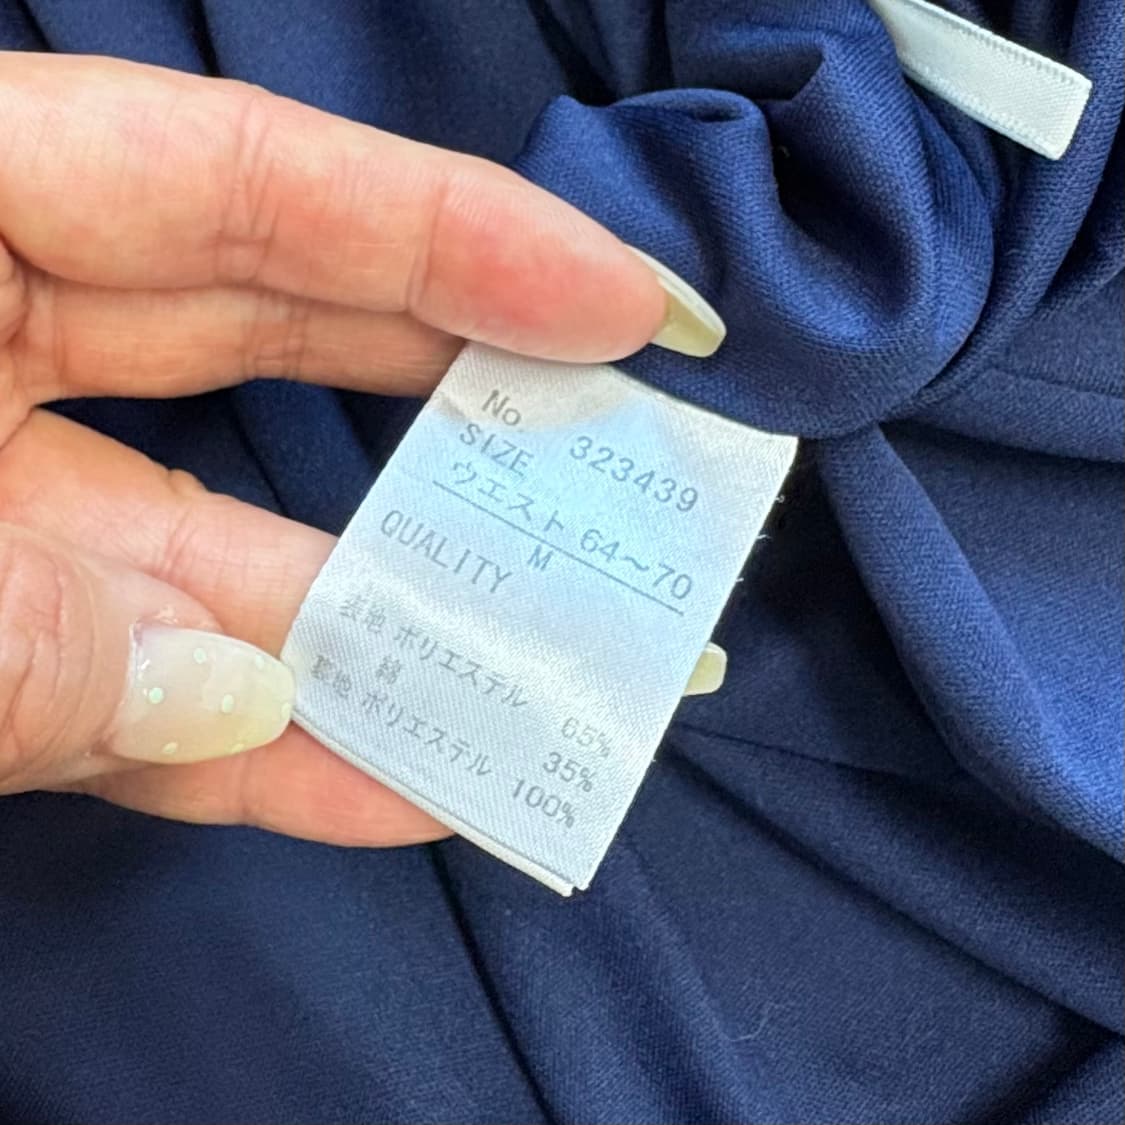 No. 323439
SIZE
ウエスト 64～70
M
QUALITY
表地 ポリエステル 65%
綿 35%
裏地 ポリエステル 100%